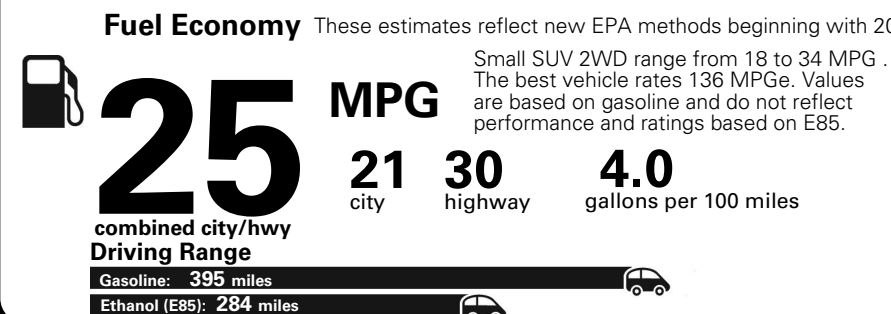 Fuel Economy These estimates reflect new EPA methods beginning with
Small SUV 2WD range from 18 to 34 MPG .
The best vehicle rates 136 MPGe. Values
are based on gasoline and do not reflect
performance and ratings based on E85.
25 MPG
combined city/hwy
21 city
30 highway
4.0 gallons per 100 miles
Driving Range
Gasoline: 395 miles
Ethanol (E85): 284 miles